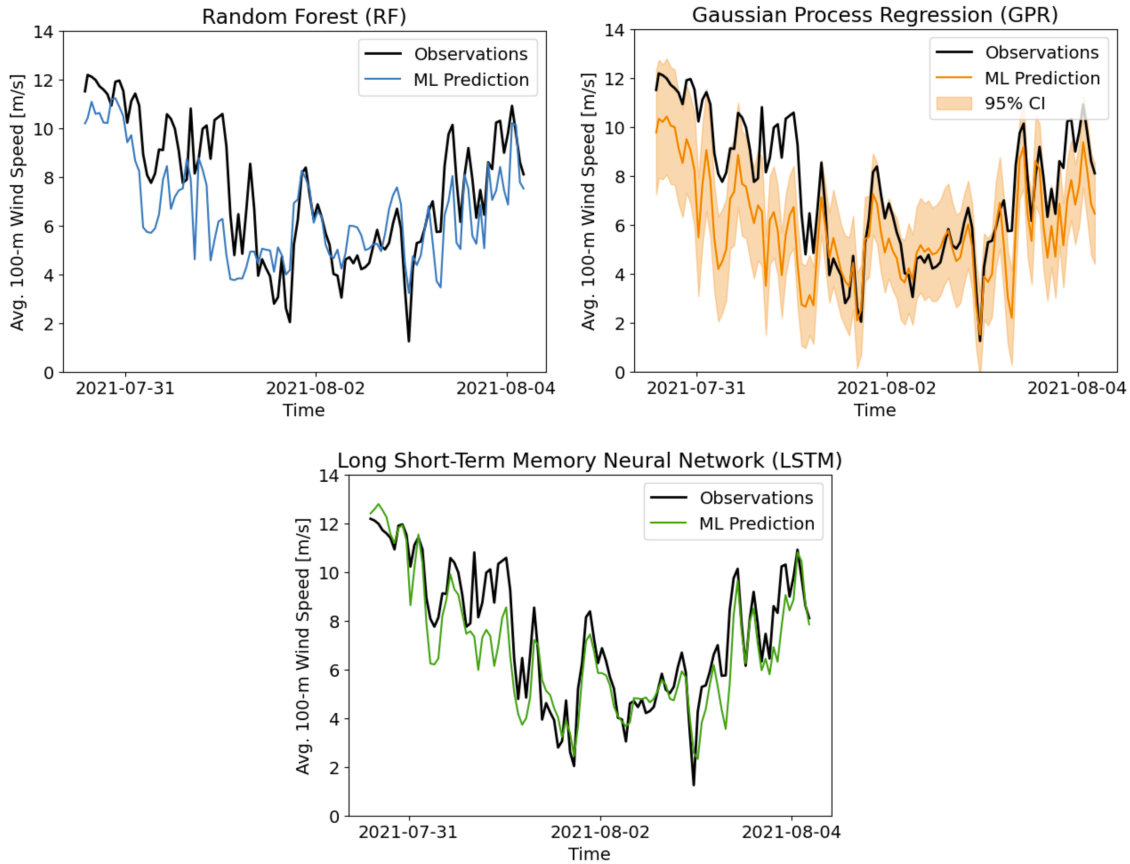 Random Forest (RF)
14
12
10
8
6
4
2
0
Avg. 100-m Wind Speed [m/s]
Observations
ML Prediction
2021-07-31
2021-08-02
2021-08-04
Time
Gaussian Process Regression (GPR)
14
12
10
8
6
4
2
0
Avg. 100-m Wind Speed [m/s]
Observations
ML Prediction
95% CI
2021-07-31
2021-08-02
2021-08-04
Time
Long Short-Term Memory Neural Network (LSTM)
14
12
10
8
6
4
2
0
Avg. 100-m Wind Speed [m/s]
Observations
ML Prediction
2021-07-31
2021-08-02
2021-08-04
Time